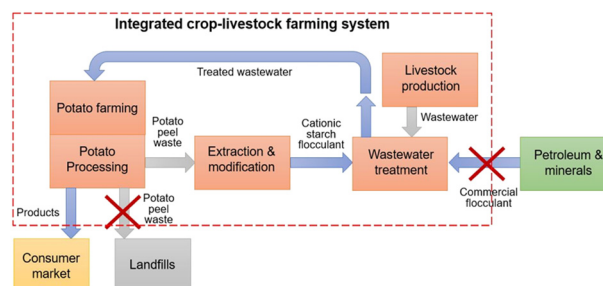 Integrated crop-livestock farming system
Treated wastewater
Livestock
production
Potato farming
Potato
peel
waste
Cationic
starch
flocculant
Wastewater
Potato
Processing
Extraction &
modification
Wastewater
treatment
Petroleum &
minerals
Commercial
flocculant
Products
Potato
peel
waste
Consumer
market
Landfills